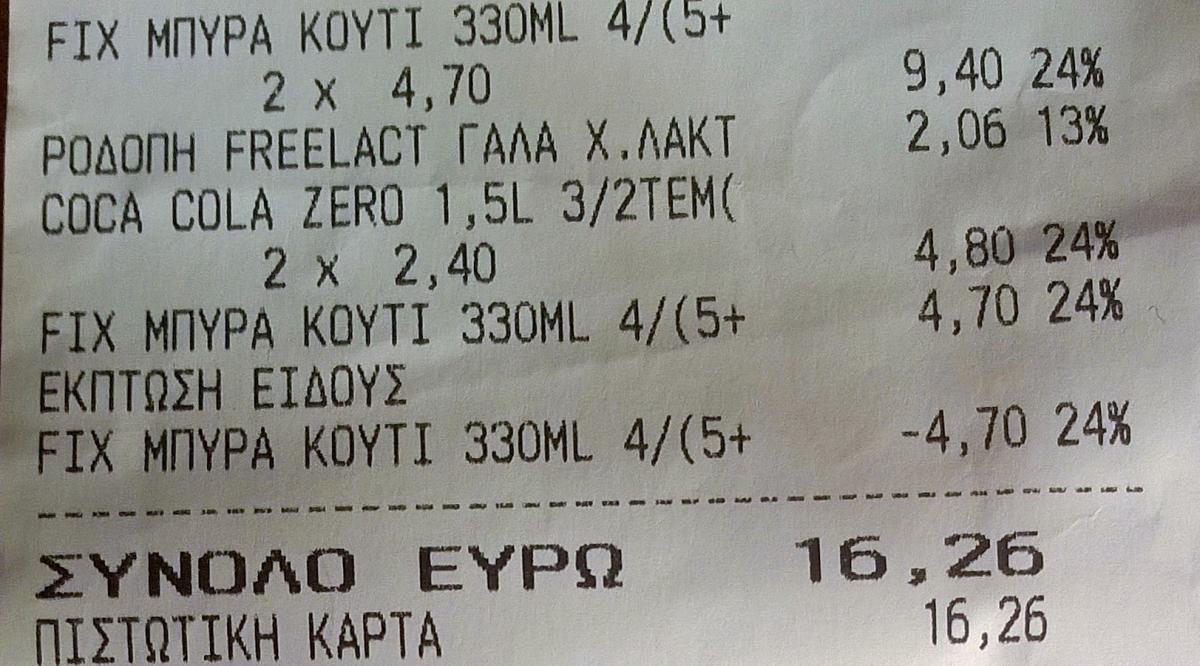 FIX ΜΠΥΡΑ ΚΟΥΤΙ 330ML 4/(5+
2 x 4,70 9,40 24%
ΡΟΔΟΠΗ FREELACT ΓΑΛΑ Χ.ΛΑΚΤ 2,06 13%
COCA COLA ZERO 1,5L 3/2ΤΕΜ(
2 x 2,40 4,80 24%
FIX ΜΠΥΡΑ ΚΟΥΤΙ 330ML 4/(5+ 4,70 24%
ΕΚΠΤΩΣΗ ΕΙΔΟΥΣ
FIX ΜΠΥΡΑ ΚΟΥΤΙ 330ML 4/(5+ -4,70 24%
ΣΥΝΟΛΟ ΕΥΡΩ 16,26
ΠΙΣΤΩΤΙΚΗ ΚΑΡΤΑ 16,26